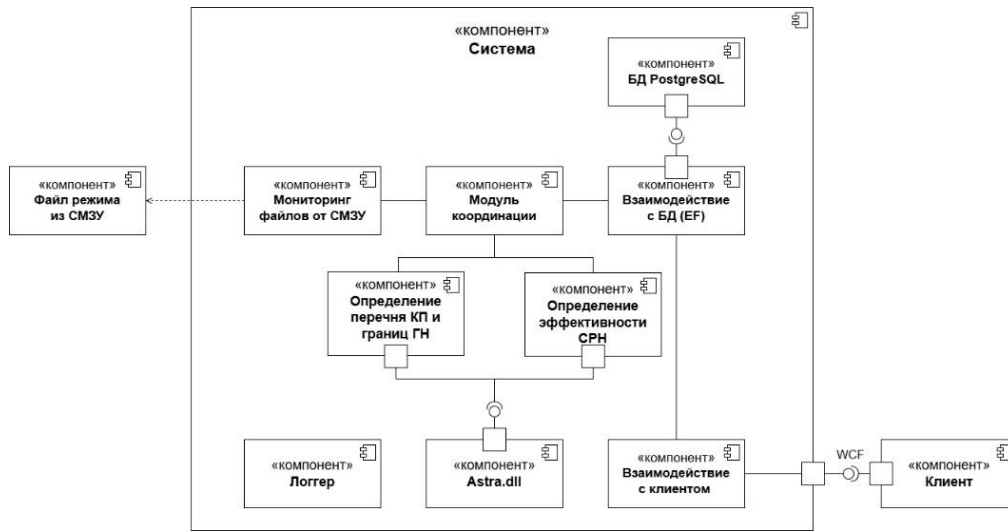 «компонент»
Система
«компонент»
БД PostgreSQL
«компонент»
Файл режима
из СМЗУ
«компонент»
Мониторинг
файлов от СМЗУ
«компонент»
Модуль
координации
«компонент»
Взаимодействие
с БД (EF)
«компонент»
Определение
перечня КП и
границ ГН
«компонент»
Определение
эффективности
СРН
«компонент»
Логгер
«компонент»
Astra.dll
«компонент»
Взаимодействие
с клиентом
WCF
«компонент»
Клиент